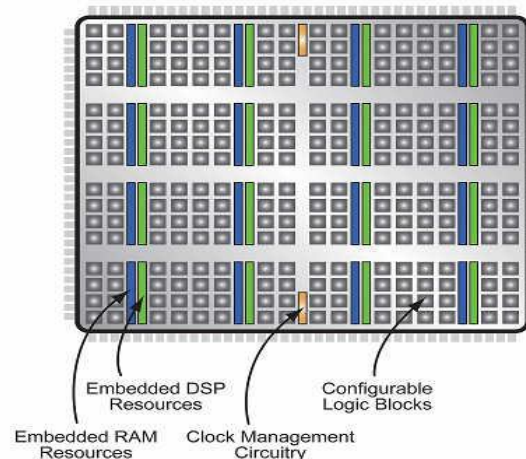 Embedded DSP
Resources
Configurable
Logic Blocks
Embedded RAM
Resources
Clock Management
Circuitry